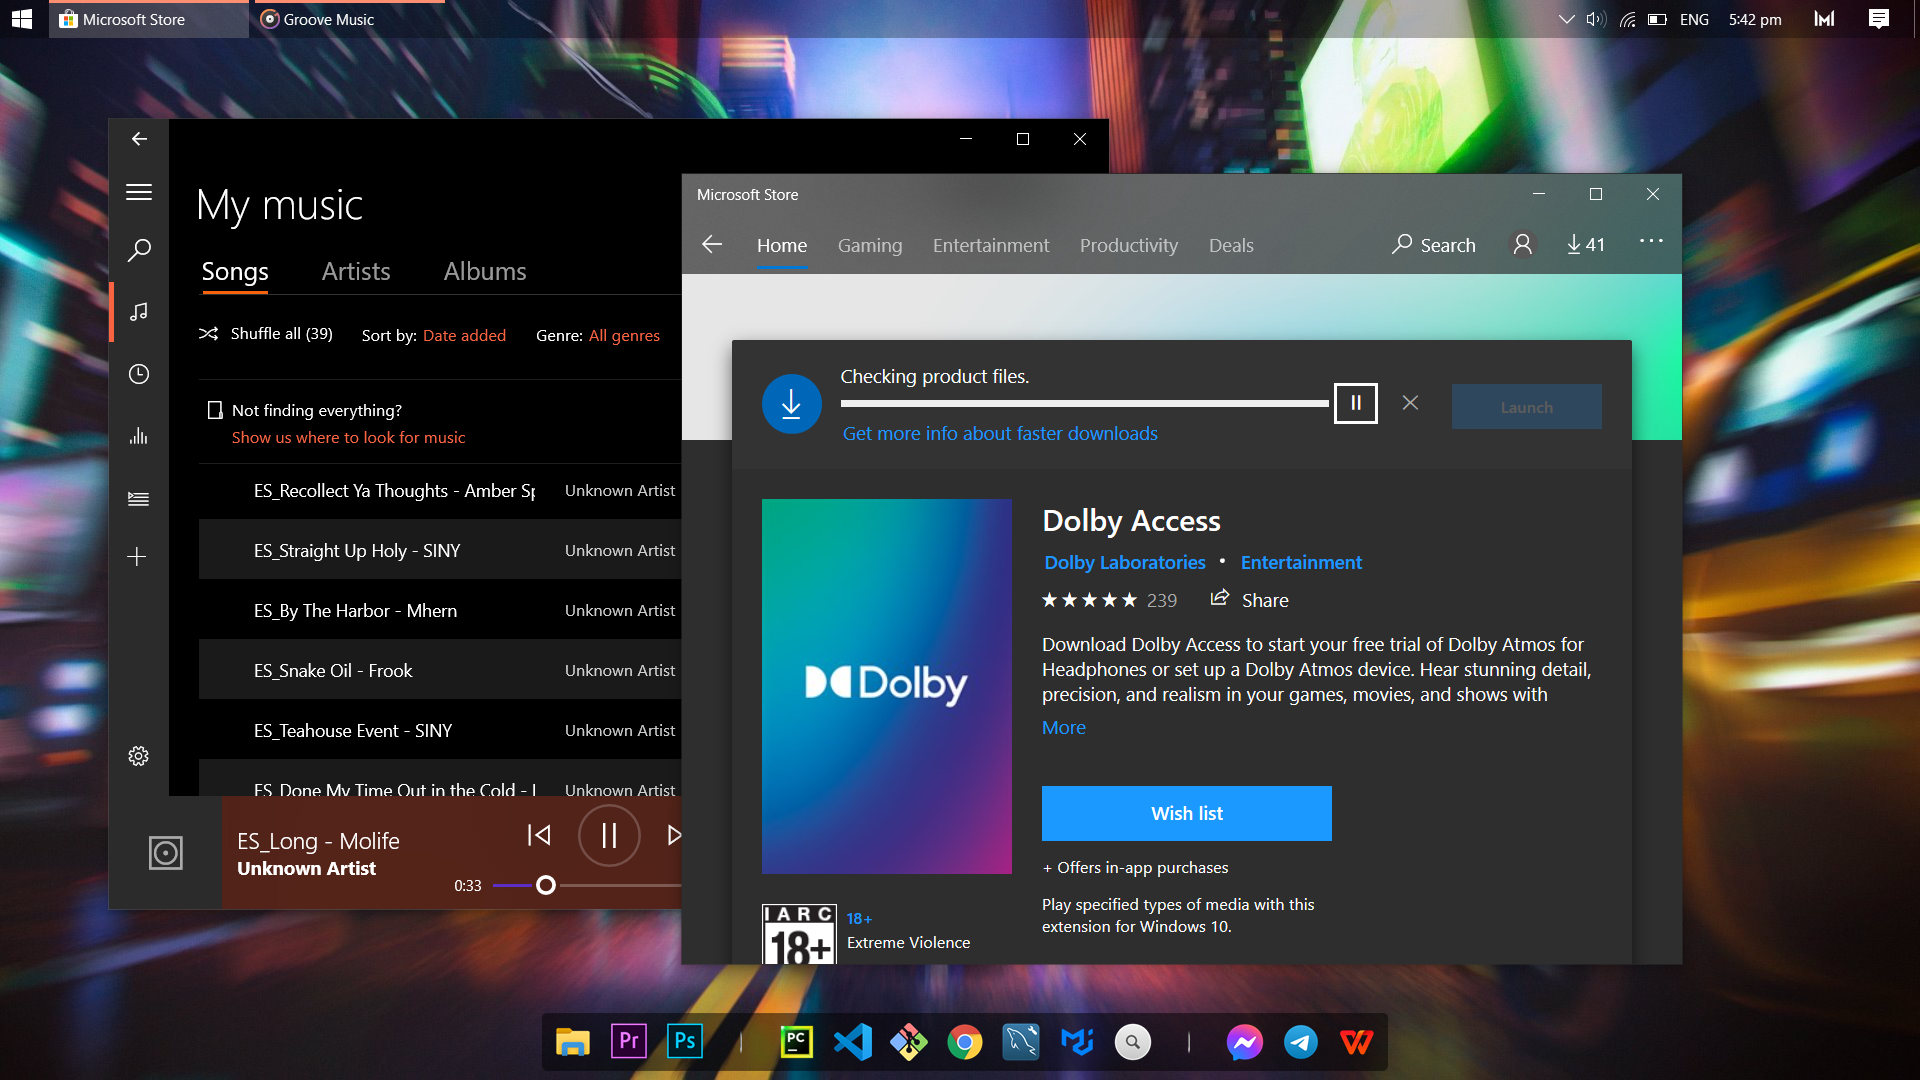 Microsoft Store
Groove Music
ENG
5:42 pm
My music
Songs
Artists
Albums
Shuffle all (39)
Sort by: Date added
Genre: All genres
Not finding everything?
Show us where to look for music
ES_Recollect Ya Thoughts - Amber Sp
Unknown Artist
ES_Straight Up Holy - SINY
Unknown Artist
ES_By The Harbor - Mhern
Unknown Artist
ES_Snake Oil - Frook
Unknown Artist
ES_Teahouse Event - SINY
Unknown Artist
ES_Done My Time Out in the Cold -
Unknown Artist
ES_Long - Molife
Unknown Artist
0:33
Microsoft Store
Home
Gaming
Entertainment
Productivity
Deals
Search
41
Checking product files.
Get more info about faster downloads
Launch
Dolby
Dolby Access
Dolby Laboratories • Entertainment
239
Share
Download Dolby Access to start your free trial of Dolby Atmos for
Headphones or set up a Dolby Atmos device. Hear stunning detail,
precision, and realism in your games, movies, and shows with
More
Wish list
+ Offers in-app purchases
Play specified types of media with this
extension for Windows 10.
IARC
18+
18+
Extreme Violence
Pr
Ps
PC